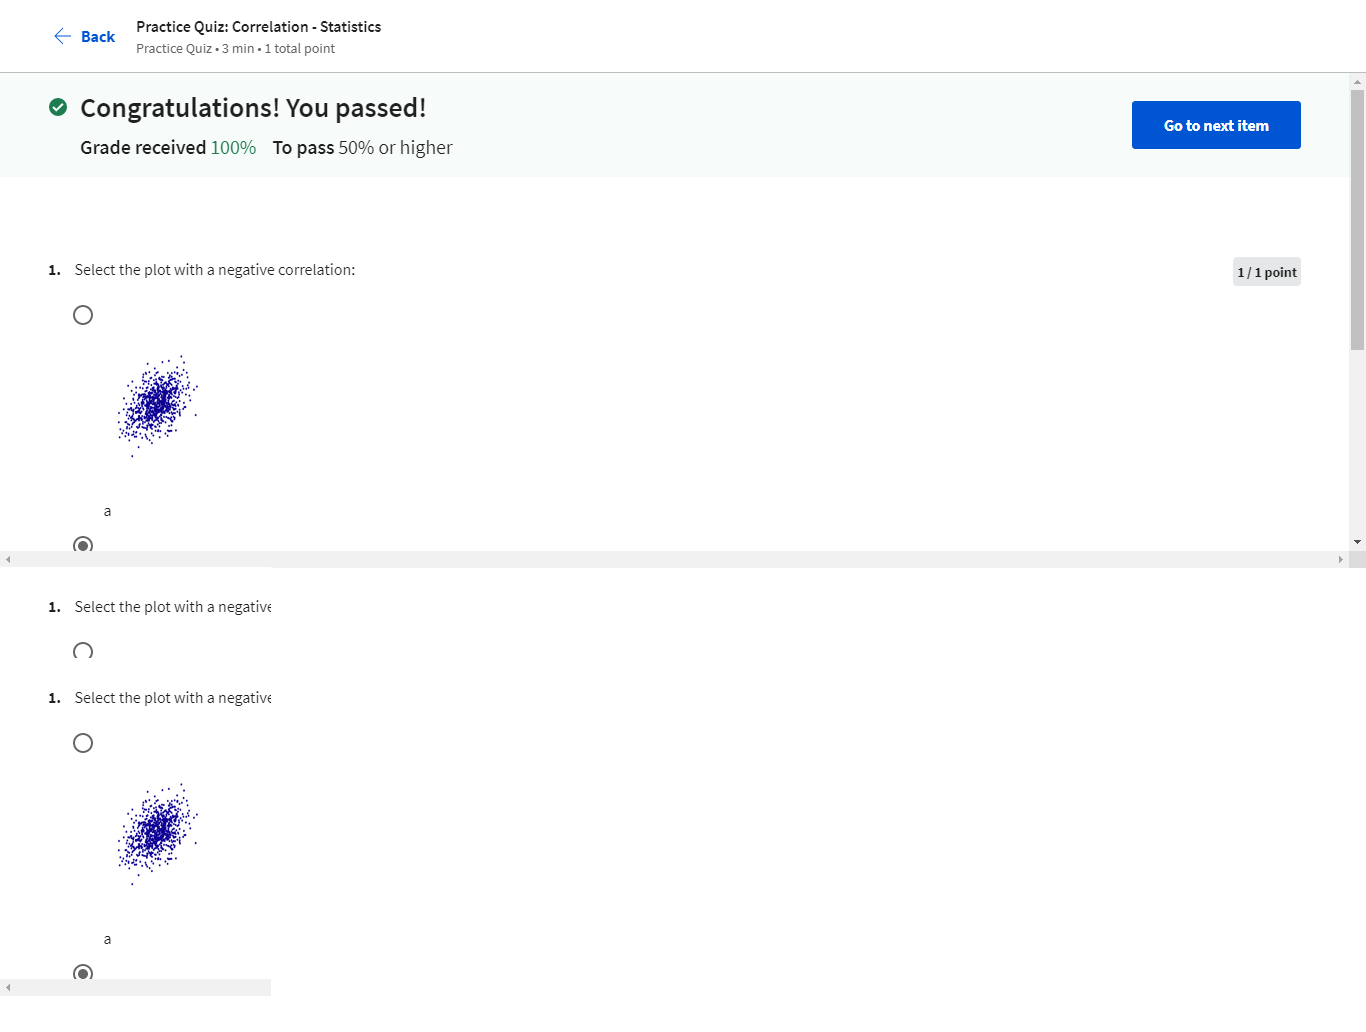 Back
Practice Quiz: Correlation - Statistics
Practice Quiz • 3 min • 1 total point
Congratulations! You passed!
Go to next item
Grade received 100% To pass 50% or higher
1. Select the plot with a negative correlation:
1 / 1 point
a
1. Select the plot with a negative
1. Select the plot with a negative
a